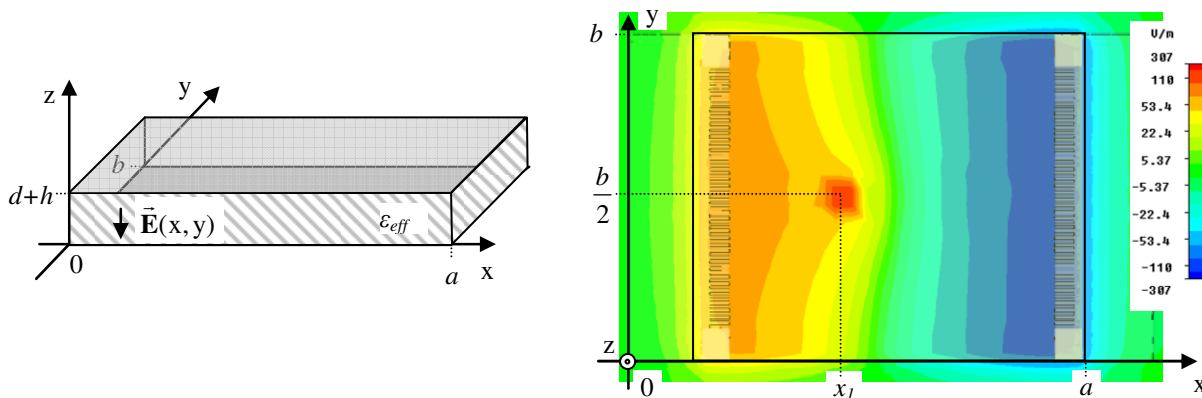 z
y
b
d+h
E⃗(x, y)
ε_eff
0
a
x
y
b
b/2
z
0
x₁
a
x
V/m
307
110
53.4
22.4
5.37
-5.37
-22.4
-53.4
-110
-307